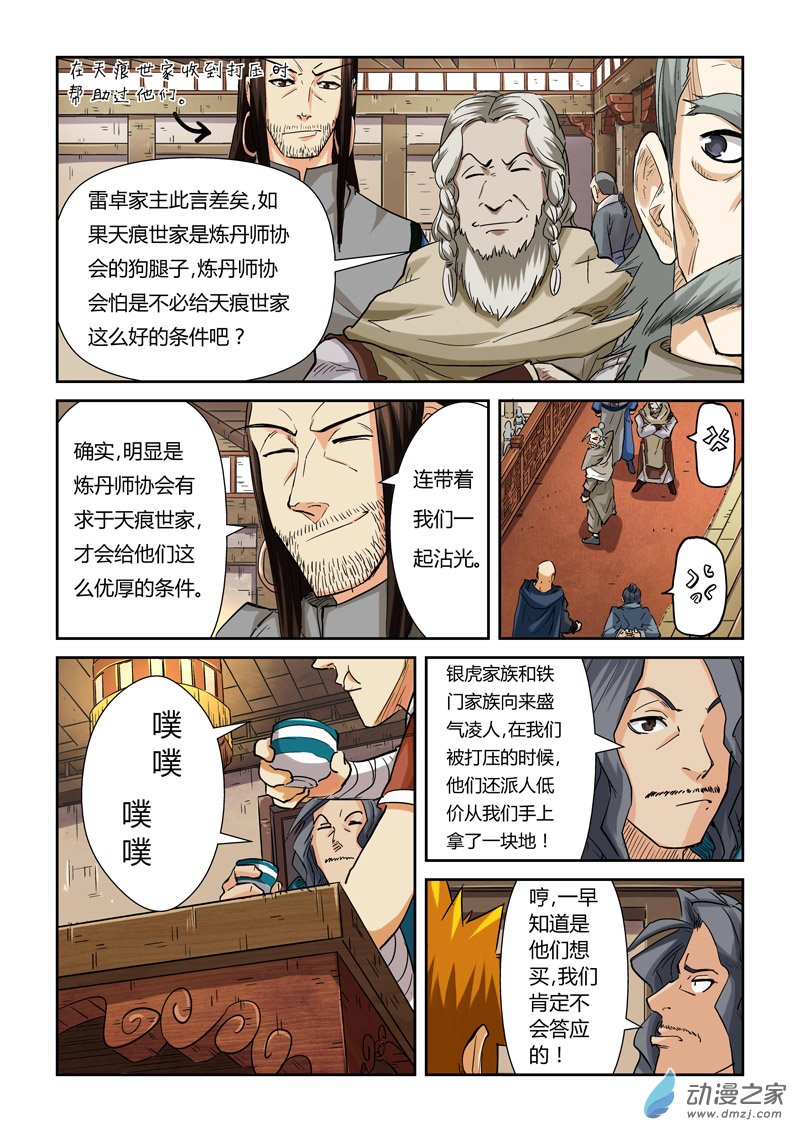 在天痕世家收到打压时
帮助过他们。
雷卓家主此言差矣,如
果天痕世家是炼丹师协
会的狗腿子,炼丹师协
会怕是不必给天痕世家
这么好的条件吧？
确实,明显是
炼丹师协会有
求于天痕世家,
才会给他们这
么优厚的条件。
连带着
我们一
起沾光。
噗
噗
噗
噗
银虎家族和铁
门家族向来盛
气凌人,在我们
被打压的时候,
他们还派人低
价从我们手上
拿了一块地！
哼,一早
知道是
他们想
买,我们
肯定不
会答应
的！
动漫之家
www.dmzj.com